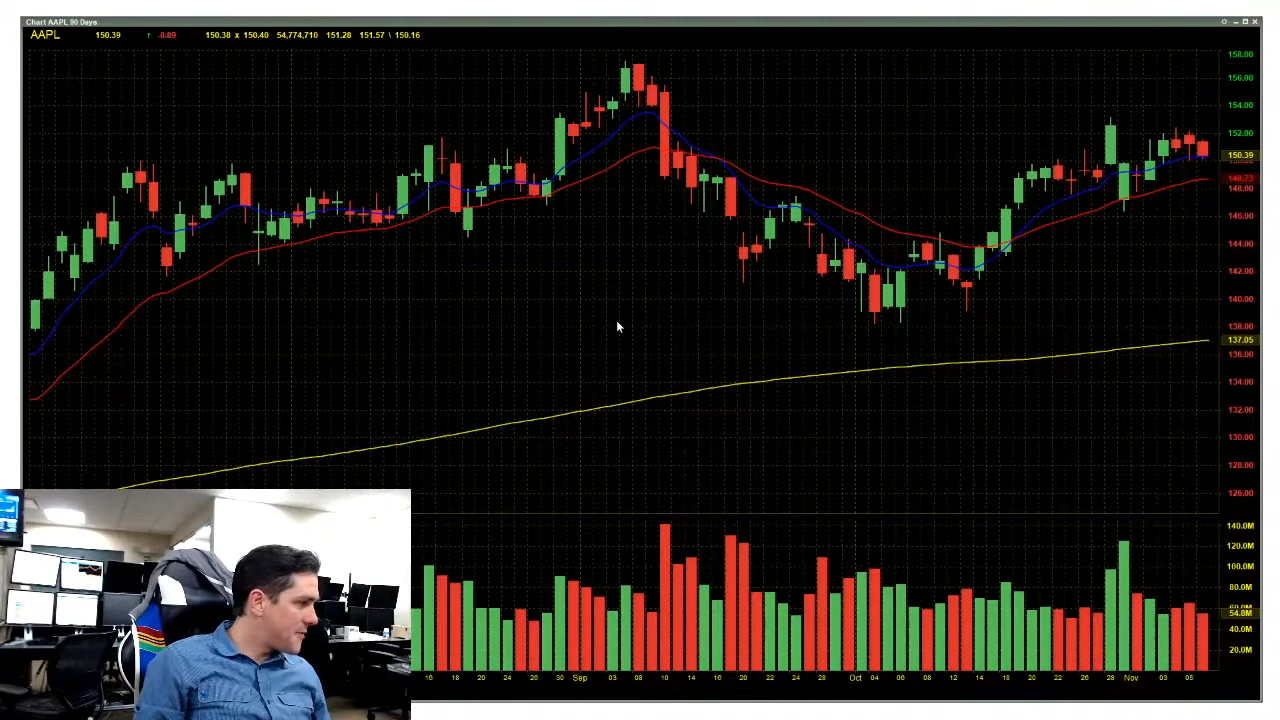 Chart AAPL 90 Days
AAPL 150.39 ↑ -0.89 150.38 x 150.40 54,774,710 151.28 151.57 \ 150.16
158.00
156.00
154.00
152.00
150.39
148.73
148.00
146.00
144.00
142.00
140.00
138.00
137.05
136.00
134.00
132.00
130.00
128.00
126.00
140.0M
120.0M
100.0M
80.0M
54.8M
40.0M
20.0M
16 18 20 24 26 30 Sep 03 08 10 14 16 20 22 24 28 Oct 04 06 08 12 14 18 20 22 26 28 Nov 03 05